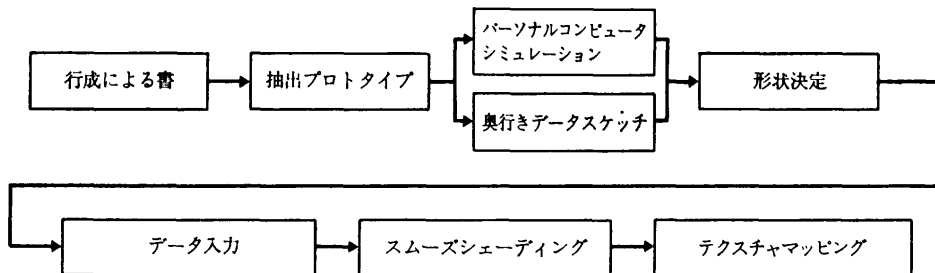 行成による書
抽出プロトタイプ
パーソナルコンピュータ
シミュレーション
奥行きデータスケッチ
形状決定
データ入力
スムーズシェーディング
テクスチャマッピング